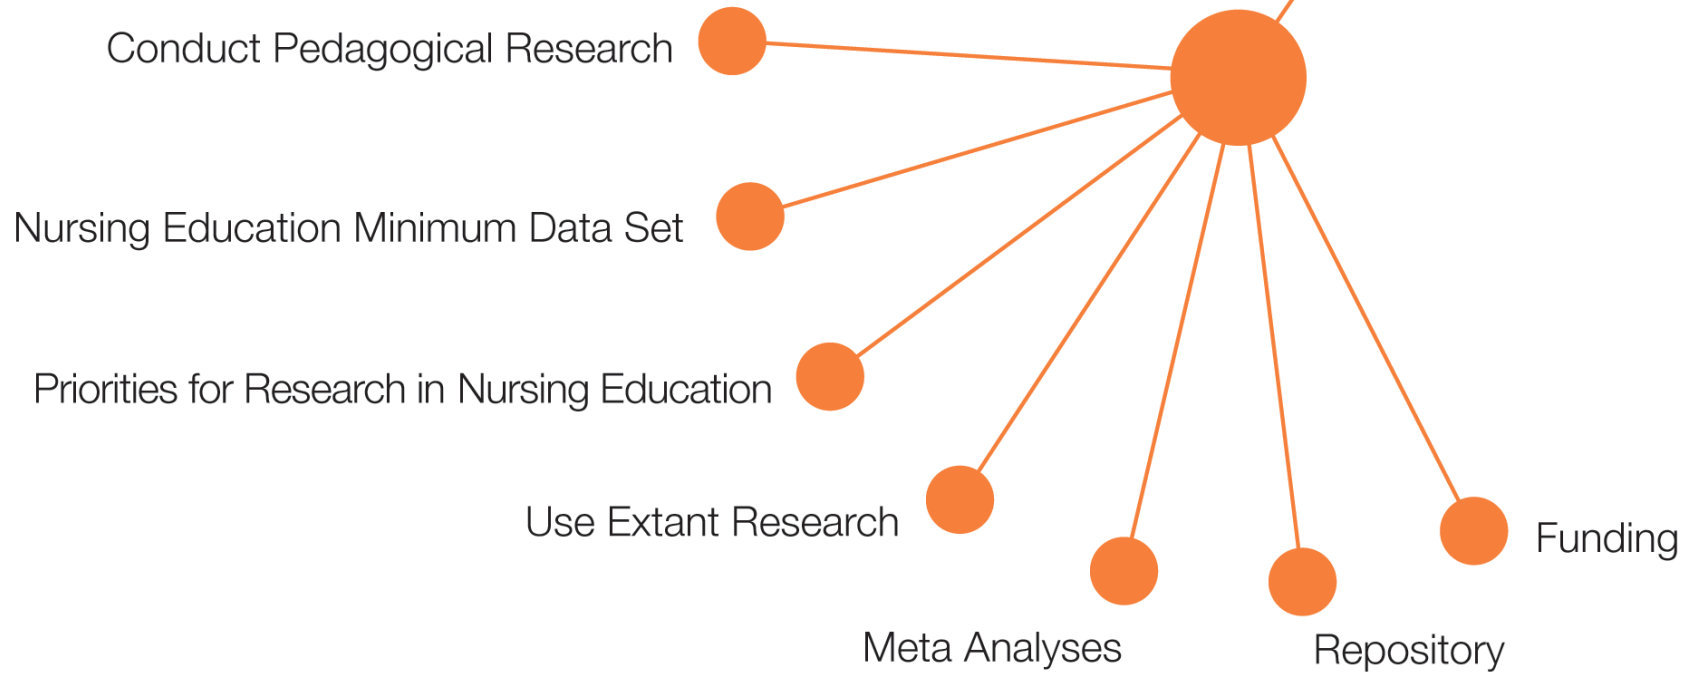 Conduct Pedagogical Research
Nursing Education Minimum Data Set
Priorities for Research in Nursing Education
Use Extant Research
Funding
Meta Analyses
Repository